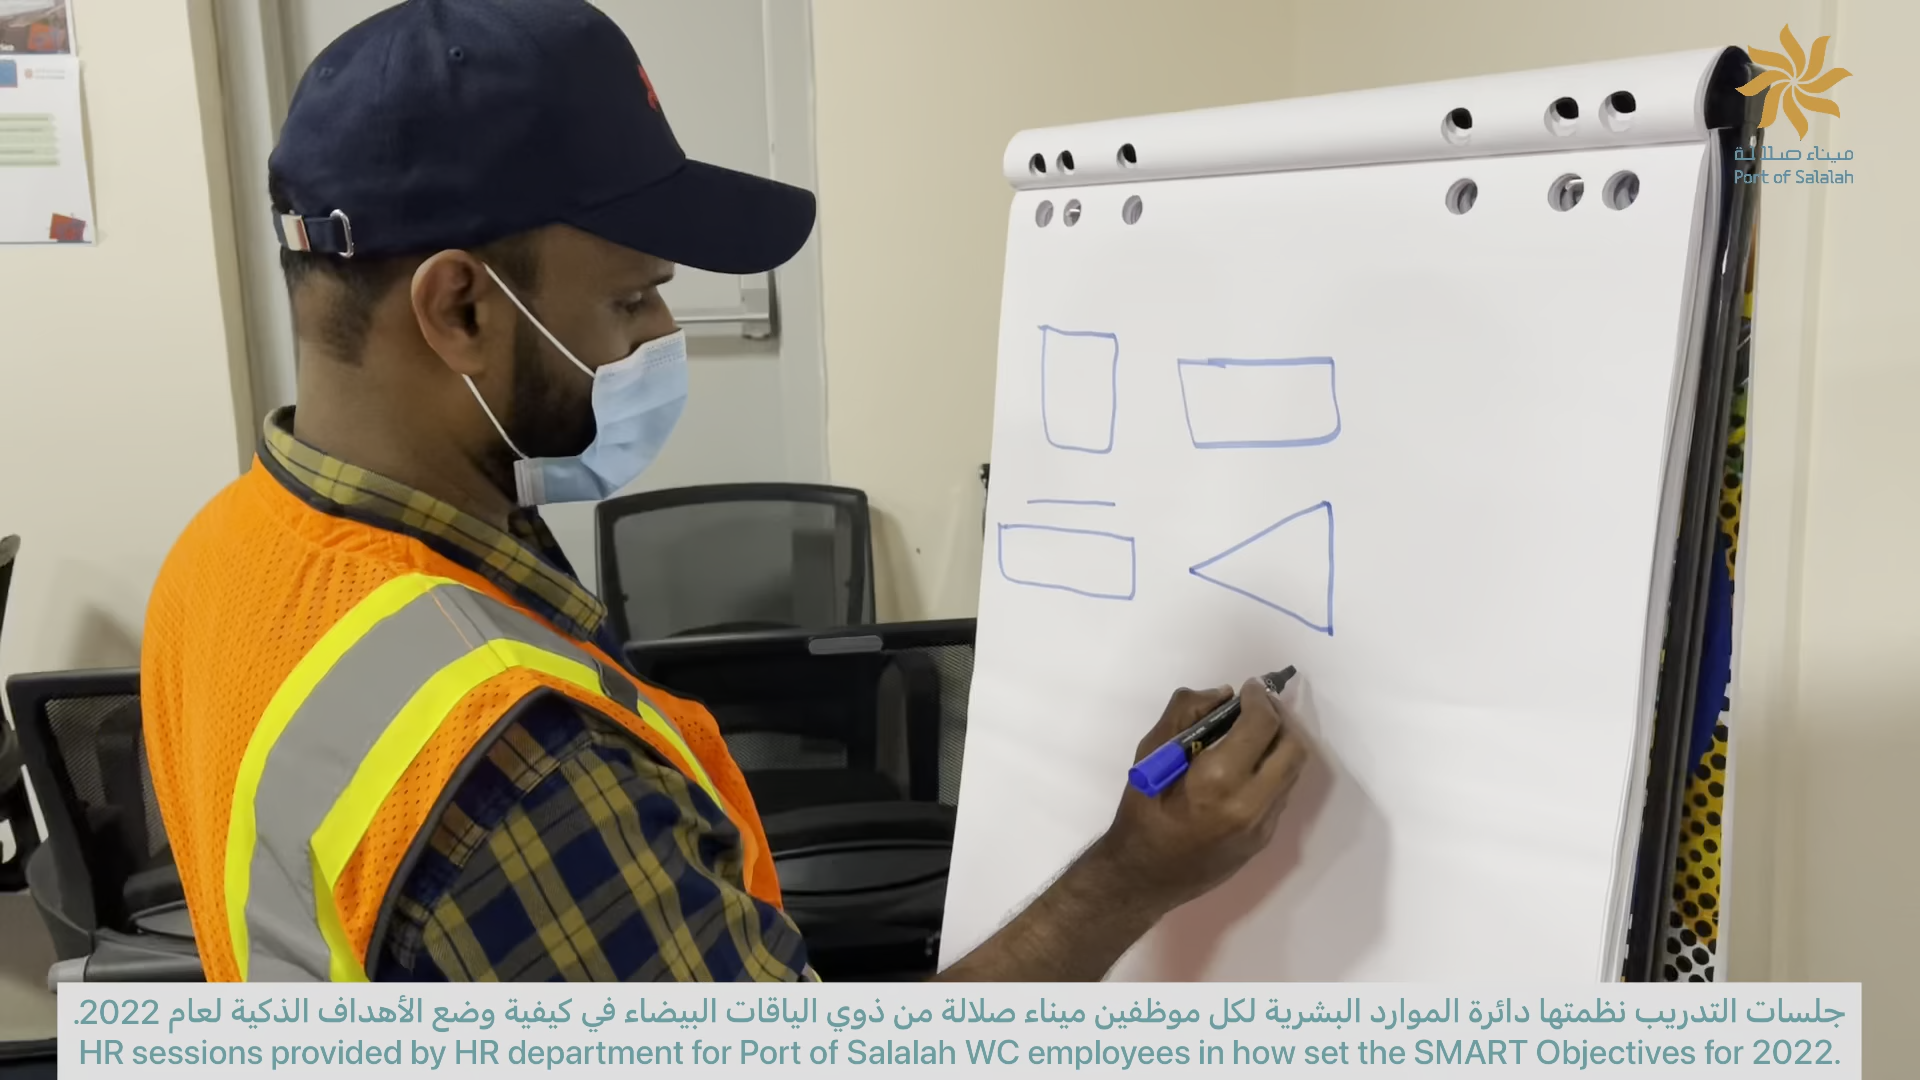 ميناء صلالة
Port of Salalah
جلسات التدريب نظمتها دائرة الموارد البشرية لكل موظفين ميناء صلالة من ذوي الياقات البيضاء في كيفية وضع الأهداف الذكية لعام 2022.
HR sessions provided by HR department for Port of Salalah WC employees in how set the SMART Objectives for 2022.